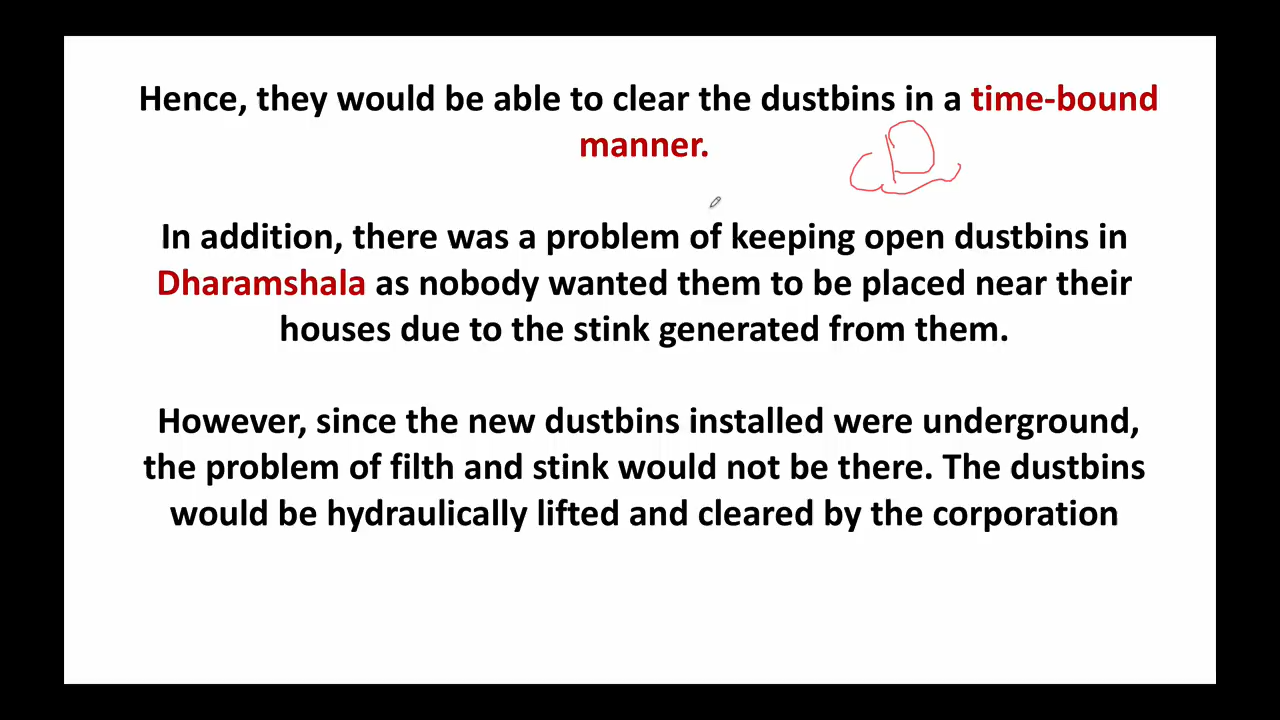 Hence, they would be able to clear the dustbins in a time-bound
manner.
In addition, there was a problem of keeping open dustbins in
Dharamshala as nobody wanted them to be placed near their
houses due to the stink generated from them.
However, since the new dustbins installed were underground,
the problem of filth and stink would not be there. The dustbins
would be hydraulically lifted and cleared by the corporation